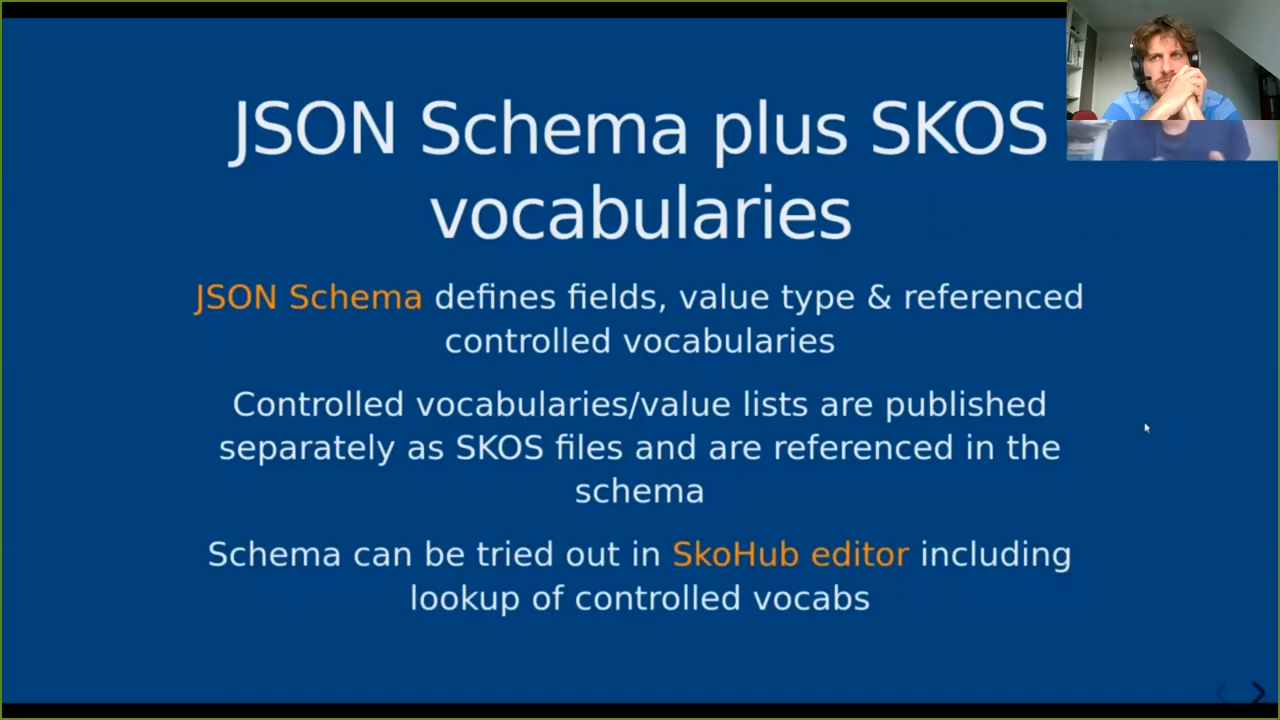 JSON Schema plus SKOS
vocabularies
JSON Schema defines fields, value type & referenced
controlled vocabularies
Controlled vocabularies/value lists are published
separately as SKOS files and are referenced in the
schema
Schema can be tried out in SkoHub editor including
lookup of controlled vocabs